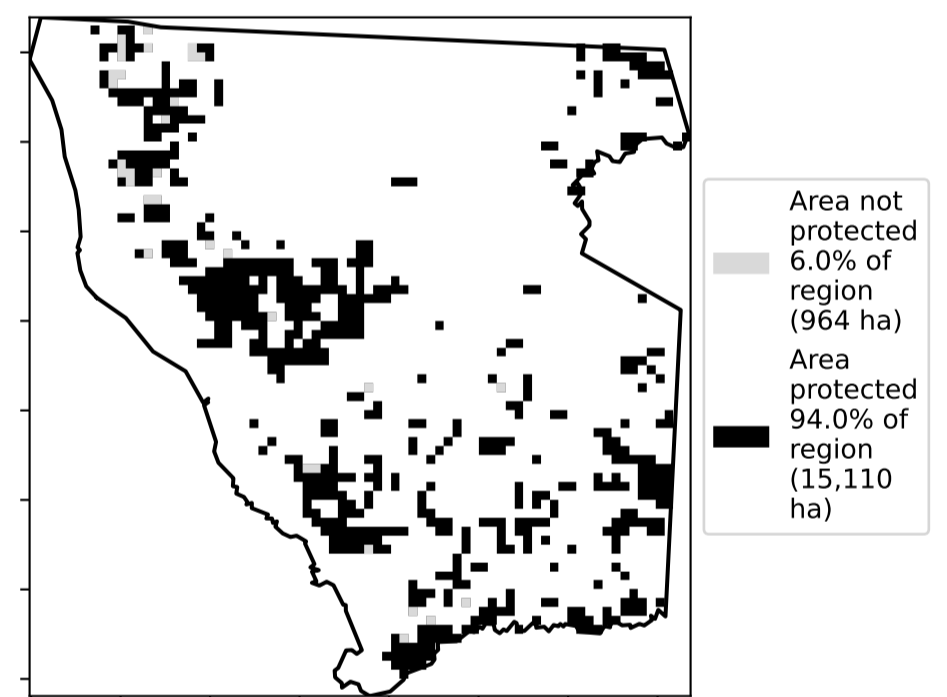 Area not
protected
6.0% of
region
(964 ha)
Area
protected
94.0% of
region
(15,110
ha)